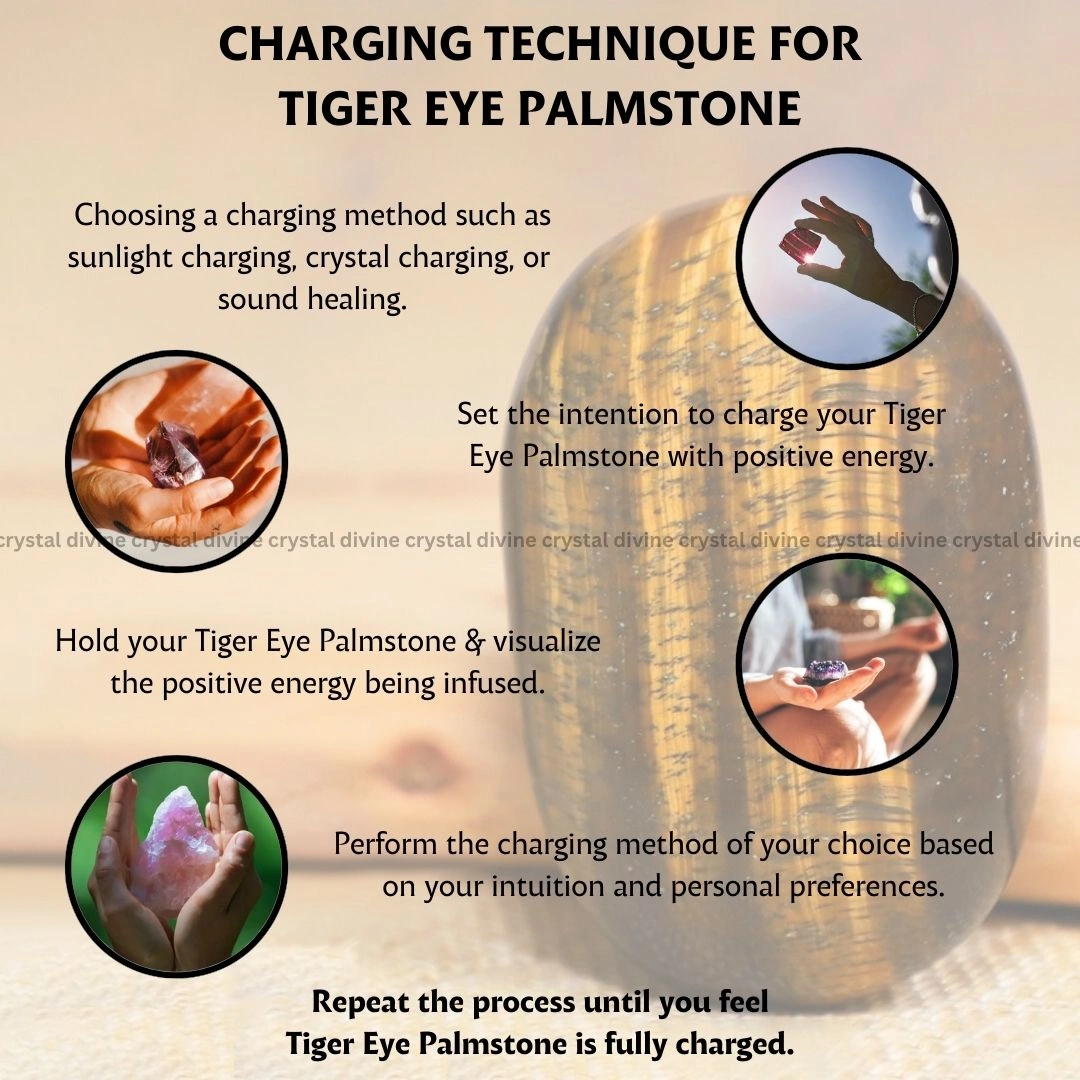 CHARGING TECHNIQUE FOR
TIGER EYE PALMSTONE
Choosing a charging method such as
sunlight charging, crystal charging, or
sound healing.
Set the intention to charge your Tiger
Eye Palmstone with positive energy.
crystal divine crystal divine crystal divine crystal divine crystal divine crystal divine crystal divine crystal divine
Hold your Tiger Eye Palmstone & visualize
the positive energy being infused.
Perform the charging method of your choice based
on your intuition and personal preferences.
Repeat the process until you feel
Tiger Eye Palmstone is fully charged.